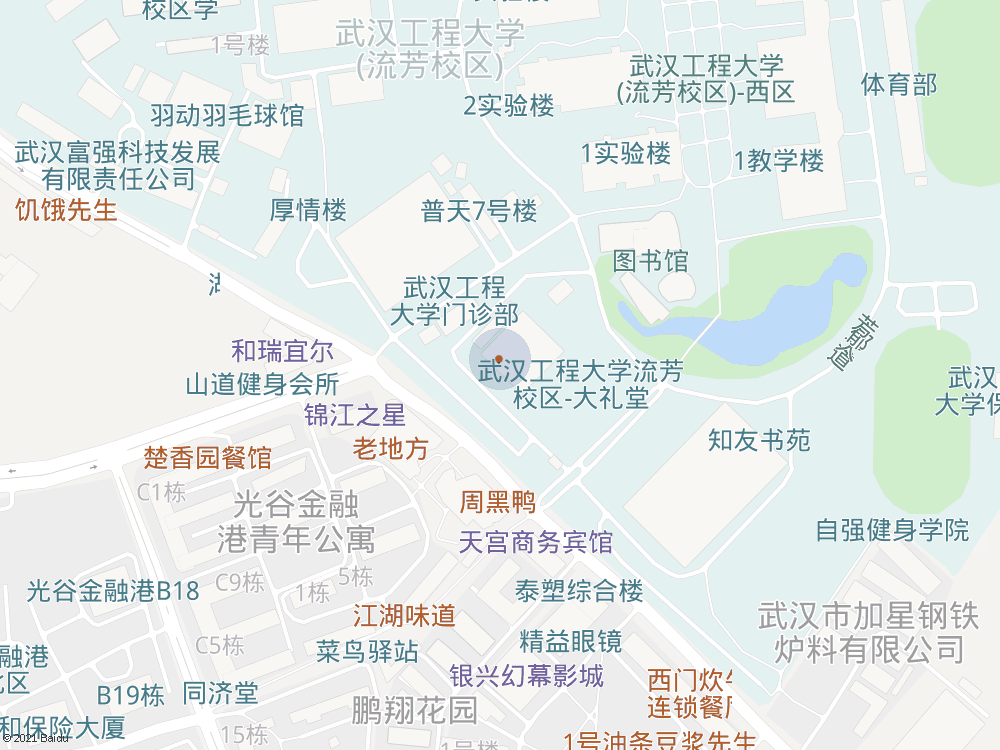 校区学
武汉工程大学
(流芳校区)
1号楼
武汉工程大学
(流芳校区)-西区
体育部
2实验楼
羽动羽毛球馆
武汉富强科技发展
有限责任公司
1实验楼
1教学楼
饥饿先生
厚情楼
普天7号楼
图书馆
武汉工程
大学门诊部
和瑞宜尔
山道健身会所
武汉工程大学流芳
校区-大礼堂
锦江之星
老地方
知友书苑
楚香园餐馆
C1栋
光谷金融
港青年公寓
周黑鸭
天宫商务宾馆
自强健身学院
C9栋
5栋
1栋
光谷金融港B18
泰塑综合楼
江湖味道
武汉市加星钢铁
炉料有限公司
C5栋
菜鸟驿站
精益眼镜
银兴幻幕影城
B19栋
同济堂
鹏翔花园
连锁餐
和保险大厦
15栋
1号油条豆浆先生
1号楼
© 2021 Baidu